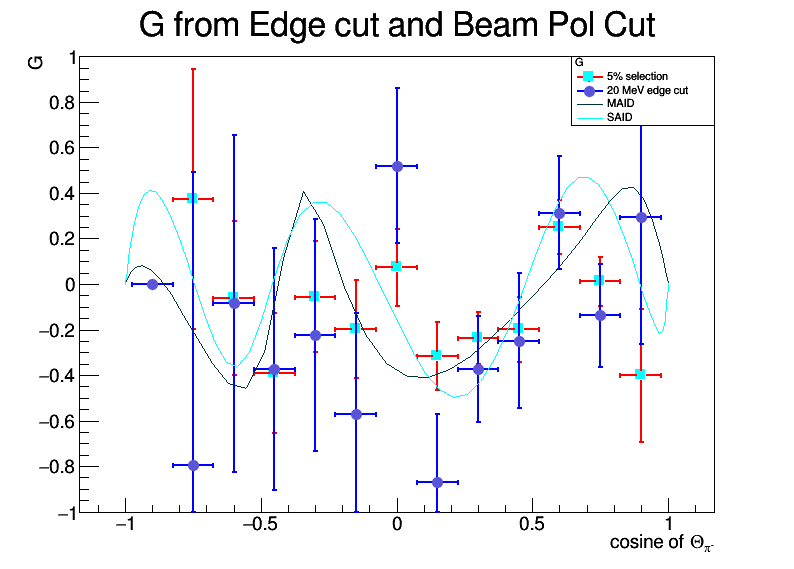 G from Edge cut and Beam Pol Cut
G
G
5% selection
20 MeV edge cut
MAID
SAID
1
0.8
0.6
0.4
0.2
0
−0.2
−0.4
−0.6
−0.8
−1
−1 −0.5 0 0.5 1
cosine of Θπ-